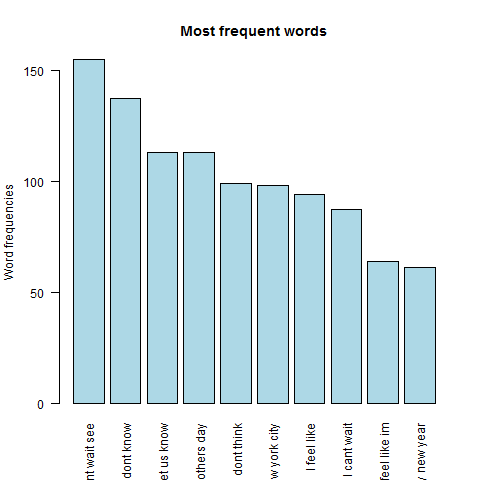 Most frequent words
Word frequencies
150
100
50
0
nt wait see
dont know
et us know
others day
dont think
w york city
I feel like
I cant wait
feel like im
/ new year